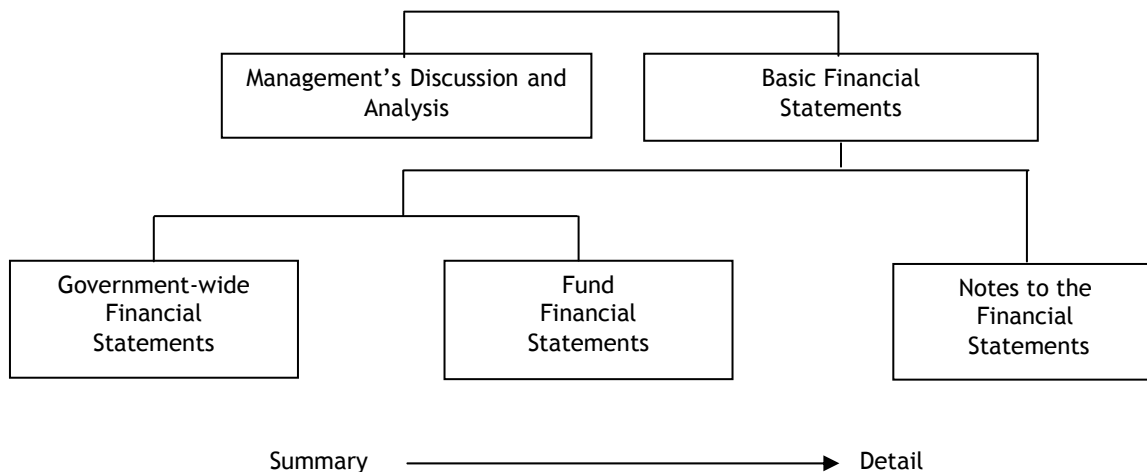 Management’s Discussion and
Analysis
Basic Financial
Statements
Government-wide
Financial
Statements
Fund
Financial
Statements
Notes to the
Financial
Statements
Summary
Detail